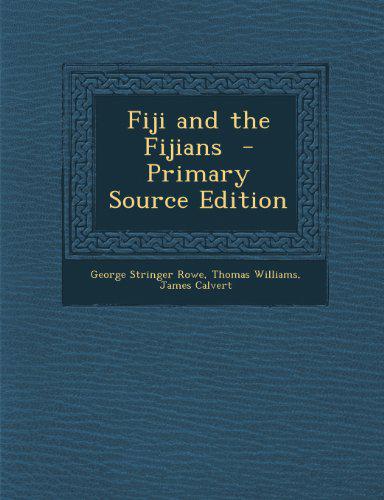 Fiji and the
Fijians -
Primary
Source Edition
George Stringer Rowe, Thomas Williams,
James Calvert